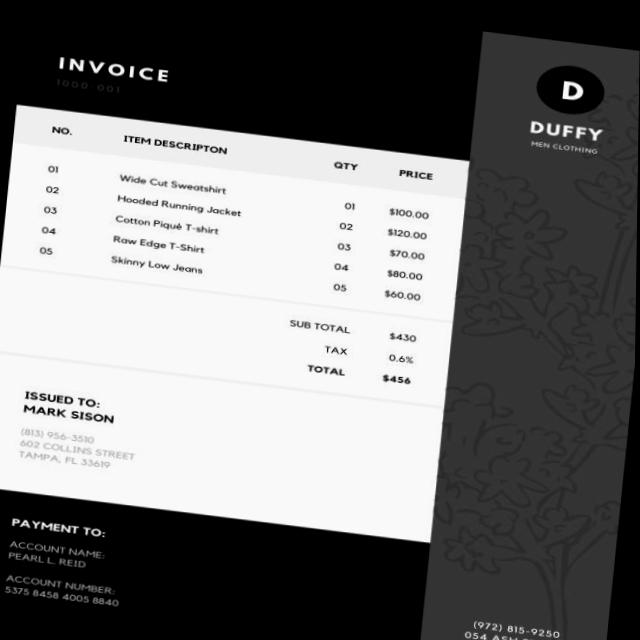 INVOICE
1000 001
D
DUFFY
MEN CLOTHING
NO. ITEM DESCRIPTON QTY PRICE
01 Wide Cut Sweatshirt 01 $100.00
02 Hooded Running Jacket 02 $120.00
03 Cotton Piquè T-shirt 03 $70.00
04 Raw Edge T-Shirt 04 $80.00
05 Skinny Low Jeans 05 $60.00
SUB TOTAL $430
TAX 0.6%
TOTAL $456
ISSUED TO:
MARK SISON
(813) 956-3510
602 COLLINS STREET
TAMPA, FL 33619
PAYMENT TO:
ACCOUNT NAME:
PEARL L. REID
ACCOUNT NUMBER:
5375 8458 4005 8840
(972) 815-9250
054 ASH